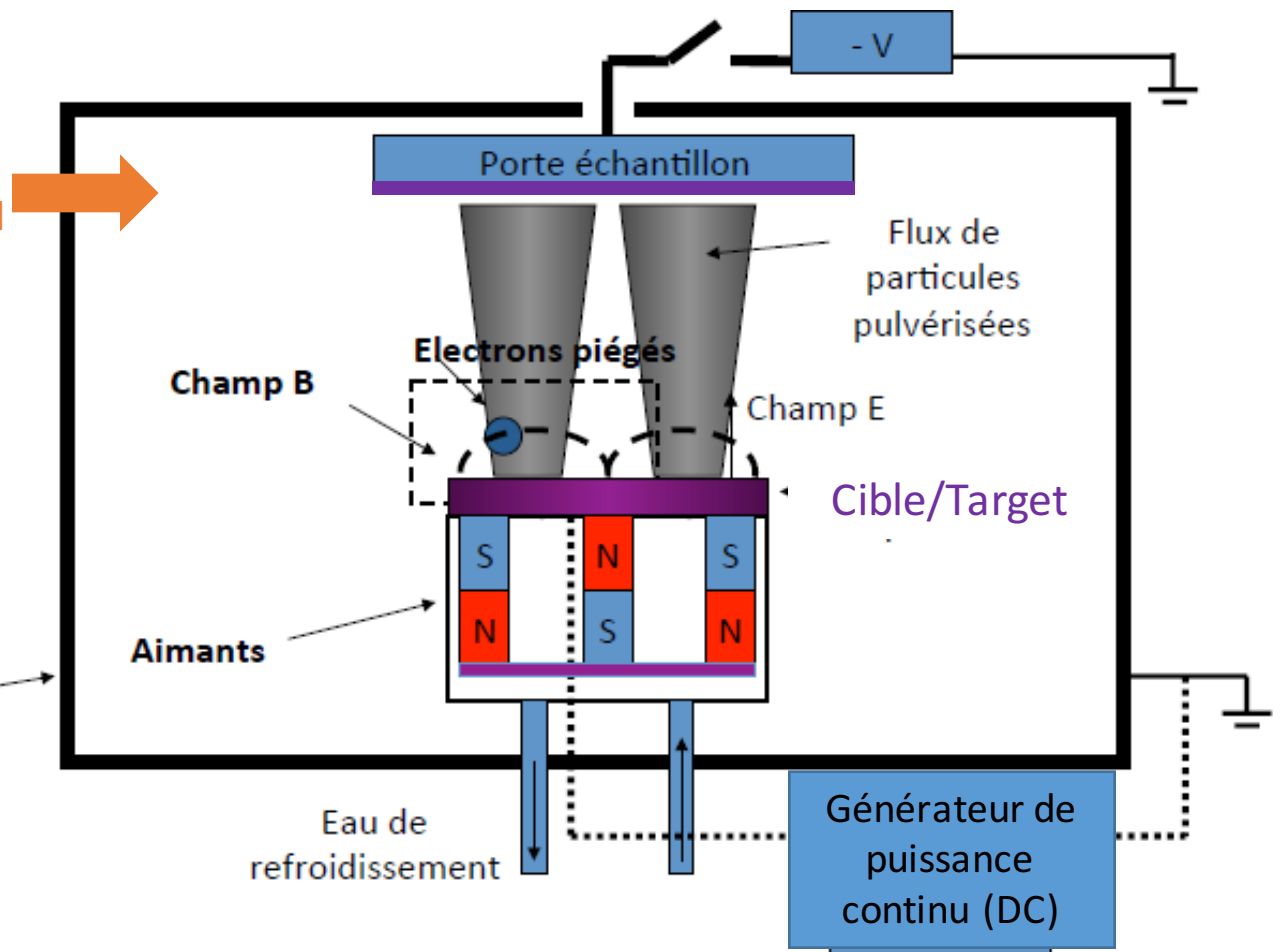 - V
Porte échantillon
Flux de
particules
pulvérisées
Electrons piégés
Champ B
Champ E
Cible/Target
S
N
S
N
S
N
Aimants
Eau de
refroidissement
Générateur de
puissance
continu (DC)